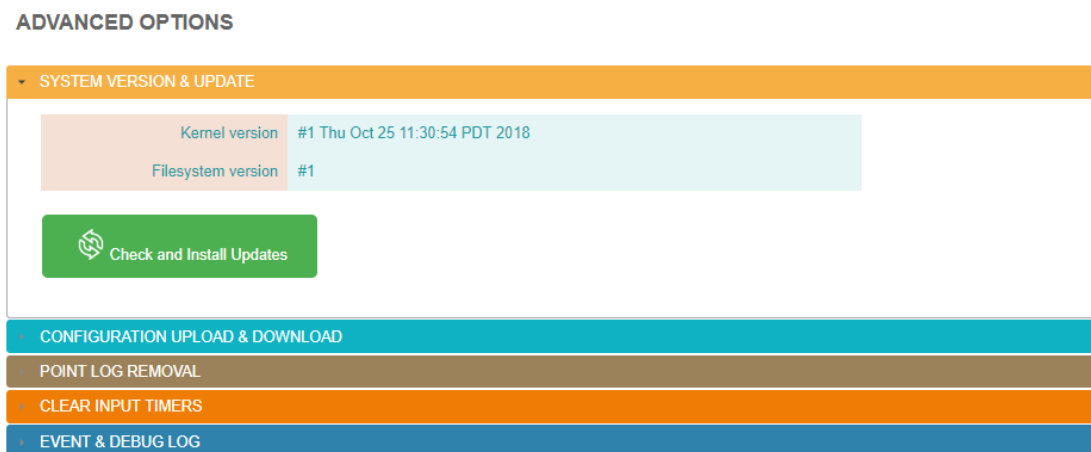 ADVANCED OPTIONS
SYSTEM VERSION & UPDATE
Kernel version #1 Thu Oct 25 11:30:54 PDT 2018
Filesystem version #1
Check and Install Updates
CONFIGURATION UPLOAD & DOWNLOAD
POINT LOG REMOVAL
CLEAR INPUT TIMERS
EVENT & DEBUG LOG